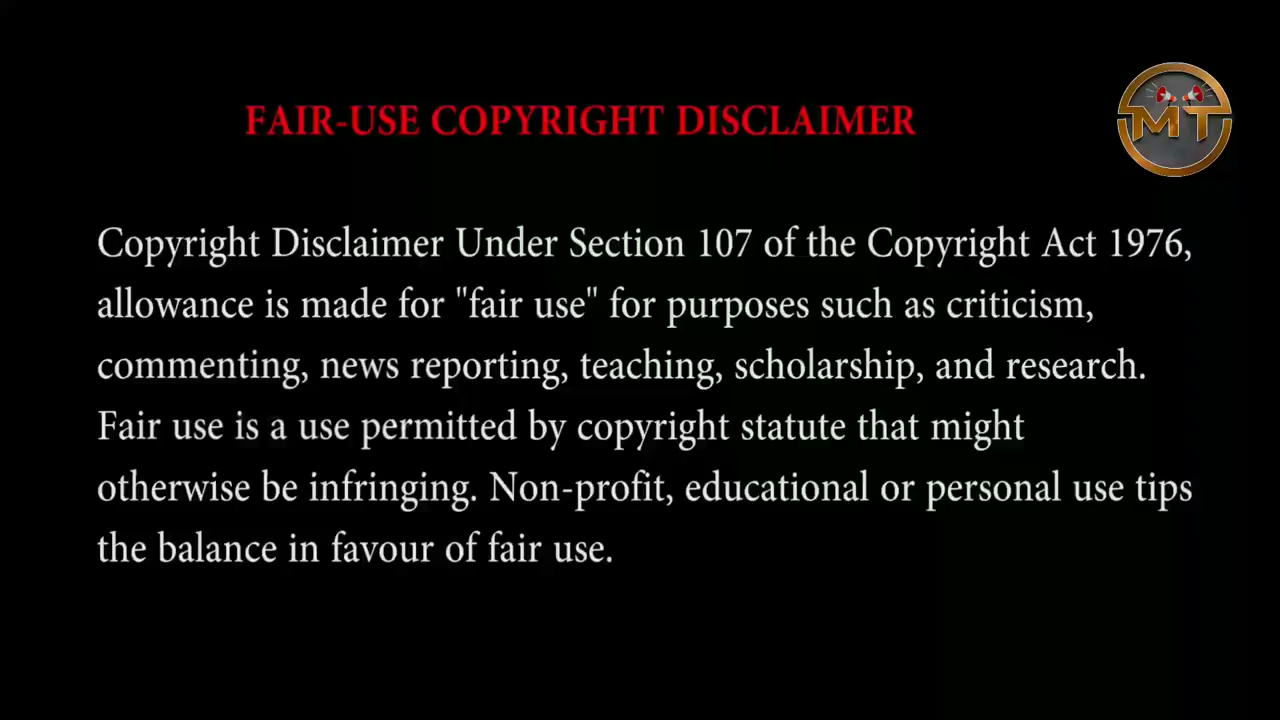 FAIR-USE COPYRIGHT DISCLAIMER
MT
Copyright Disclaimer Under Section 107 of the Copyright Act 1976,
allowance is made for "fair use" for purposes such as criticism,
commenting, news reporting, teaching, scholarship, and research.
Fair use is a use permitted by copyright statute that might
otherwise be infringing. Non-profit, educational or personal use tips
the balance in favour of fair use.